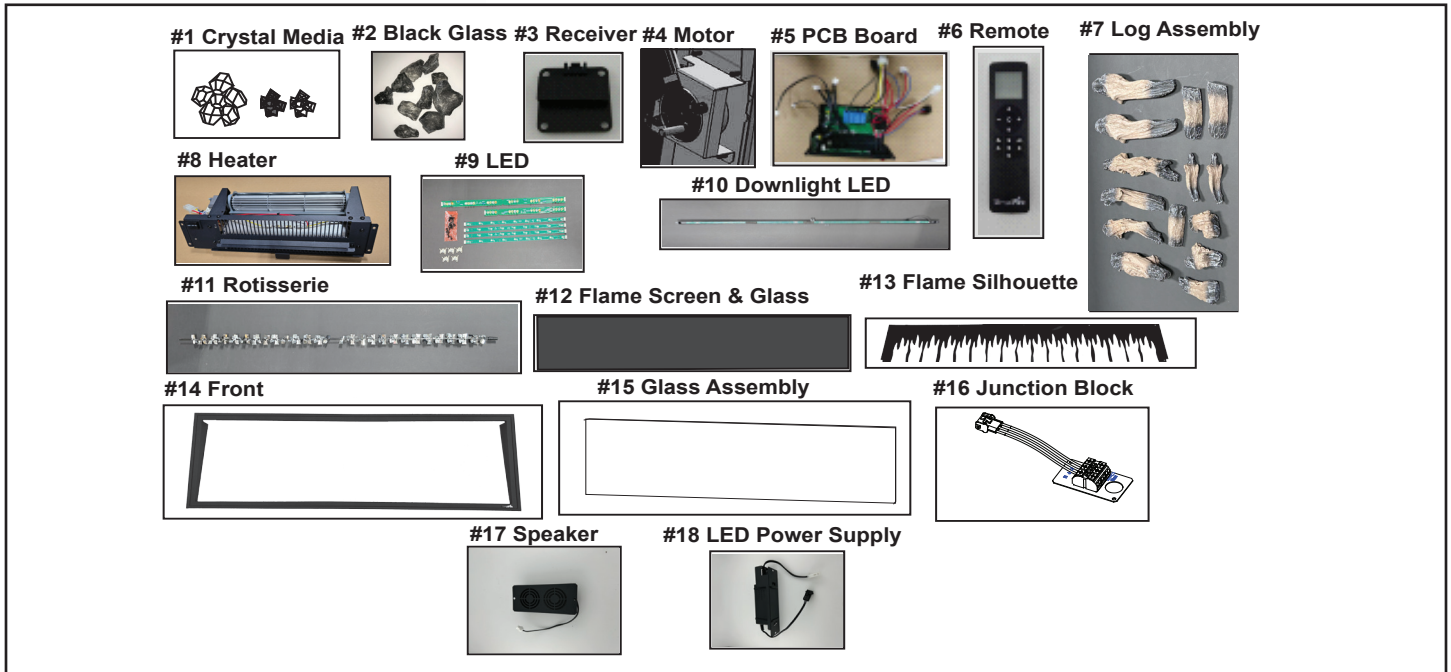 #1 Crystal Media
#2 Black Glass
#3 Receiver
#4 Motor
#5 PCB Board
#6 Remote
#7 Log Assembly
#8 Heater
#9 LED
#10 Downlight LED
#11 Rotisserie
#12 Flame Screen & Glass
#13 Flame Silhouette
#14 Front
#15 Glass Assembly
#16 Junction Block
#17 Speaker
#18 LED Power Supply